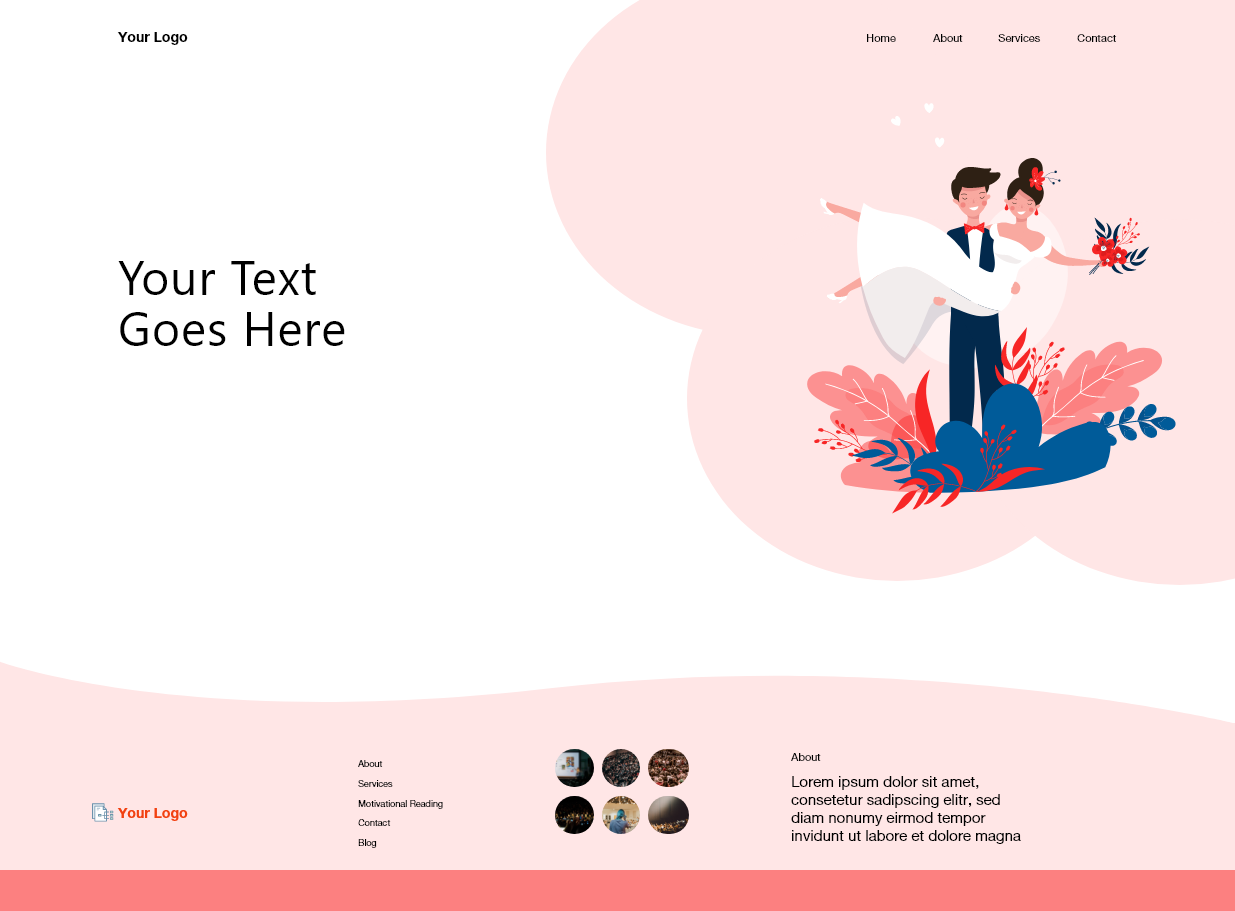 Your Logo
Home
About
Services
Contact
Your Text
Goes Here
Your Logo
About
Services
Motivational Reading
Contact
Blog
About
Lorem ipsum dolor sit amet,
consetetur sadipscing elitr, sed
diam nonumy eirmod tempor
invidunt ut labore et dolore magna